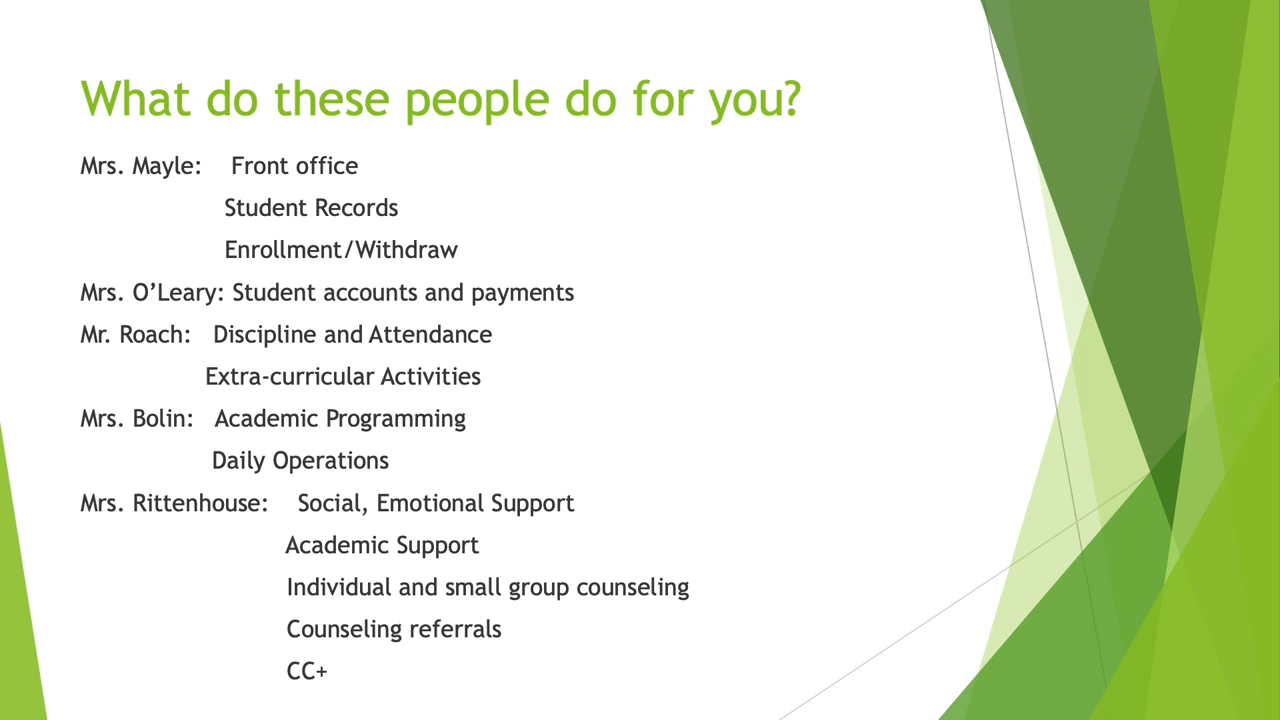 What do these people do for you?
Mrs. Mayle: Front office
Student Records
Enrollment/Withdraw
Mrs. O’Leary: Student accounts and payments
Mr. Roach: Discipline and Attendance
Extra-curricular Activities
Mrs. Bolin: Academic Programming
Daily Operations
Mrs. Rittenhouse: Social, Emotional Support
Academic Support
Individual and small group counseling
Counseling referrals
CC+